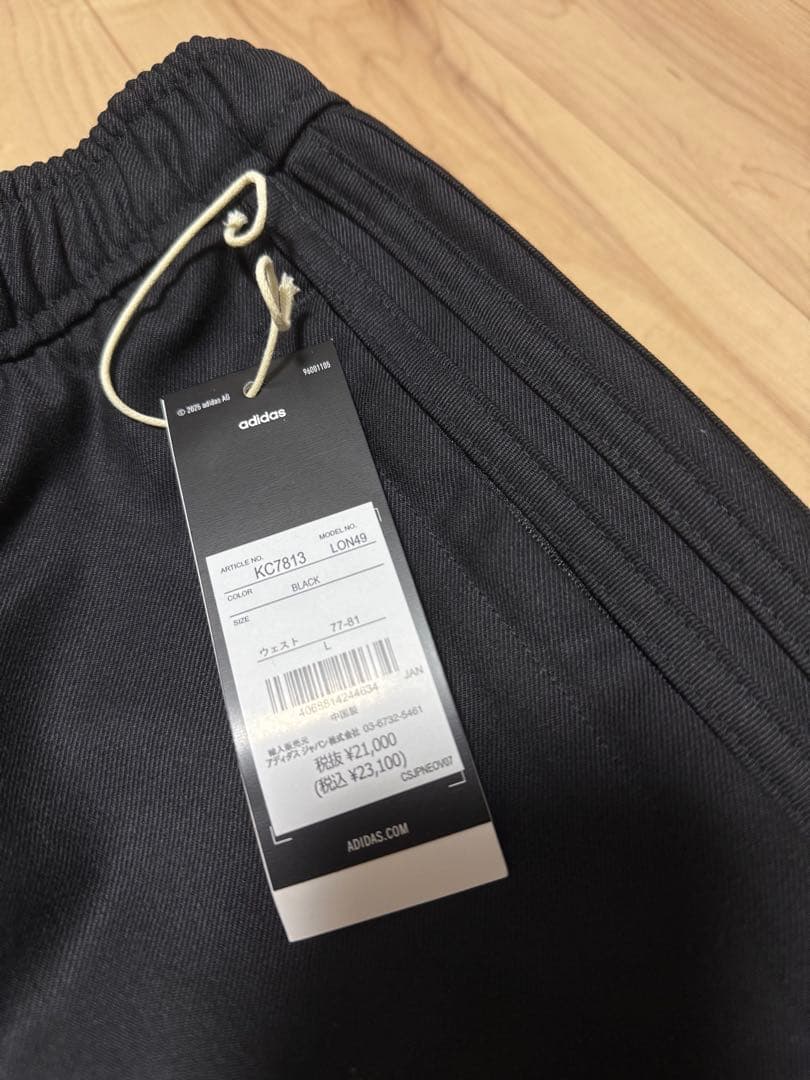 © 2025 adidas AG
96001105
adidas
ARTICLE NO. KC7813 MODEL NO. LON49
COLOR BLACK
SIZE
ウェスト 77-81
L
JAN
4068814244634
中国製
輸入販売元
アディダス ジャパン株式会社 03-6732-5461
税抜 ¥21,000
(税込 ¥23,100)
CSJPNEOV07
ADIDAS.COM